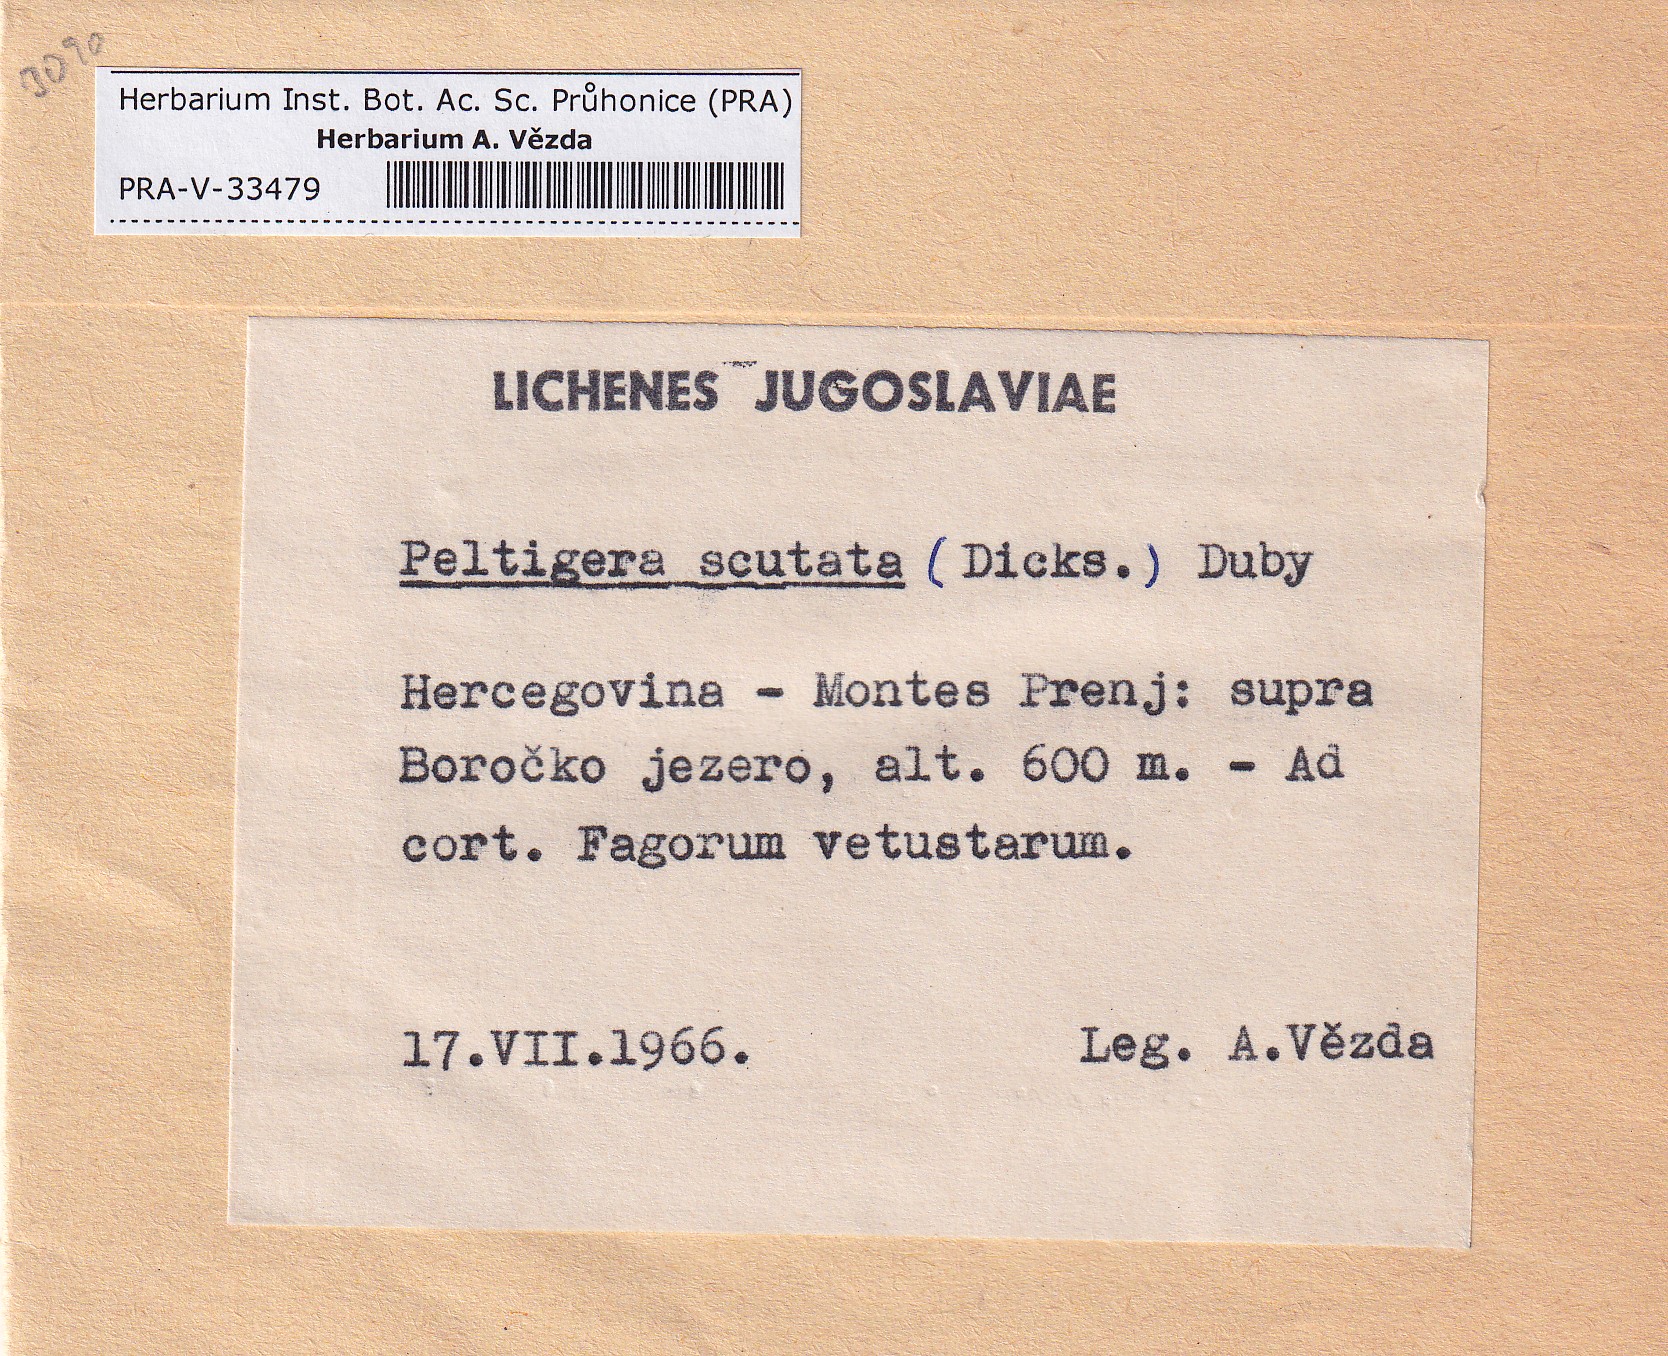 3090
Herbarium Inst. Bot. Ac. Sc. Průhonice (PRA)
Herbarium A. Vězda
PRA-V-33479
LICHENES JUGOSLAVIAE
Peltigera scutata (Dicks.) Duby
Hercegovina - Montes Prenj: supra
Boročko jezero, alt. 600 m. - Ad
cort. Fagorum vetustarum.
17.VII.1966.
Leg. A.Vězda